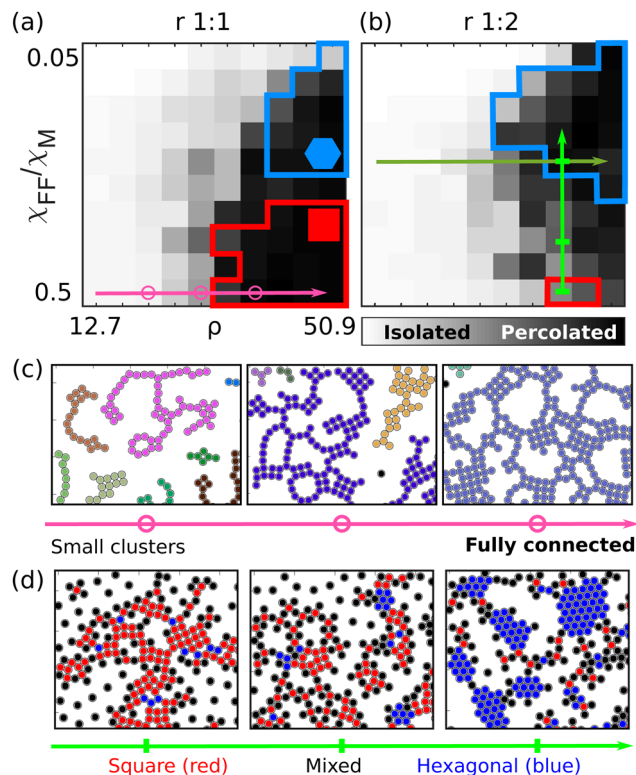 (a) r 1:1 (b) r 1:2
0.05
χFF/χM
0.5
12.7 ρ 50.9
Isolated Percolated
(c)
Small clusters Fully connected
(d)
Square (red) Mixed Hexagonal (blue)